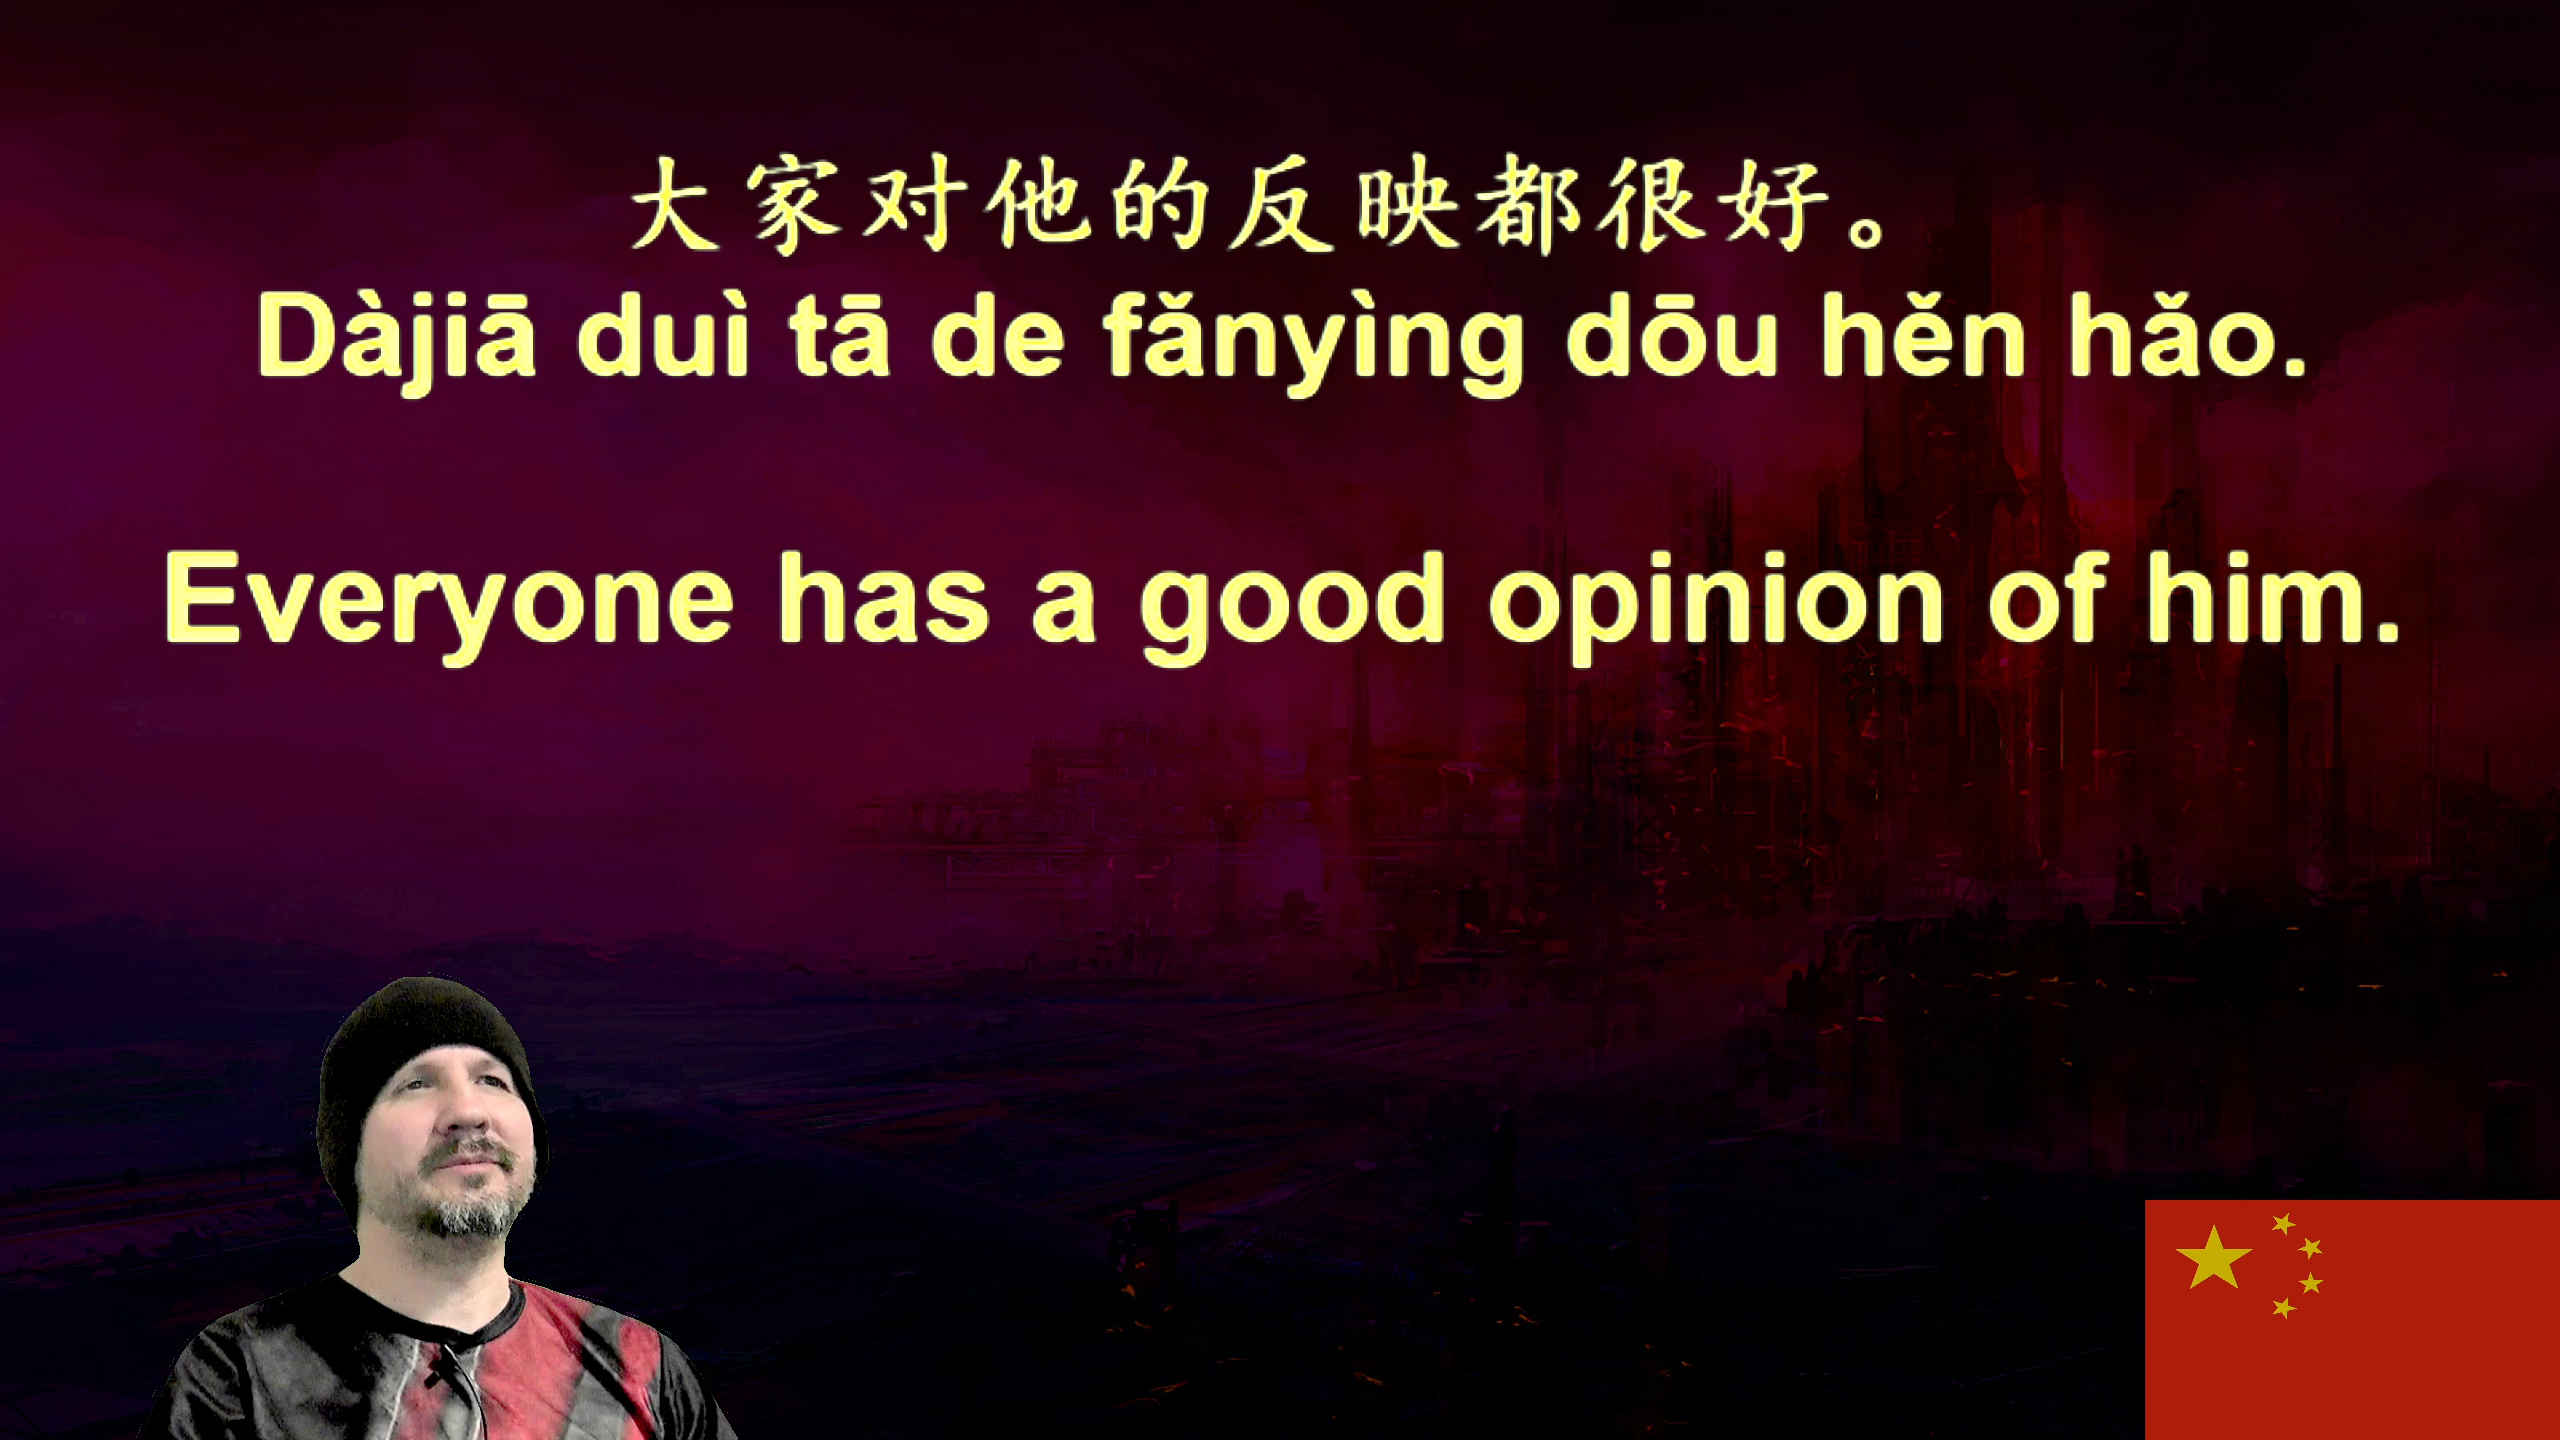 大家对他的反映都很好。
Dàjiā duì tā de fǎnyìng dōu hěn hǎo.
Everyone has a good opinion of him.